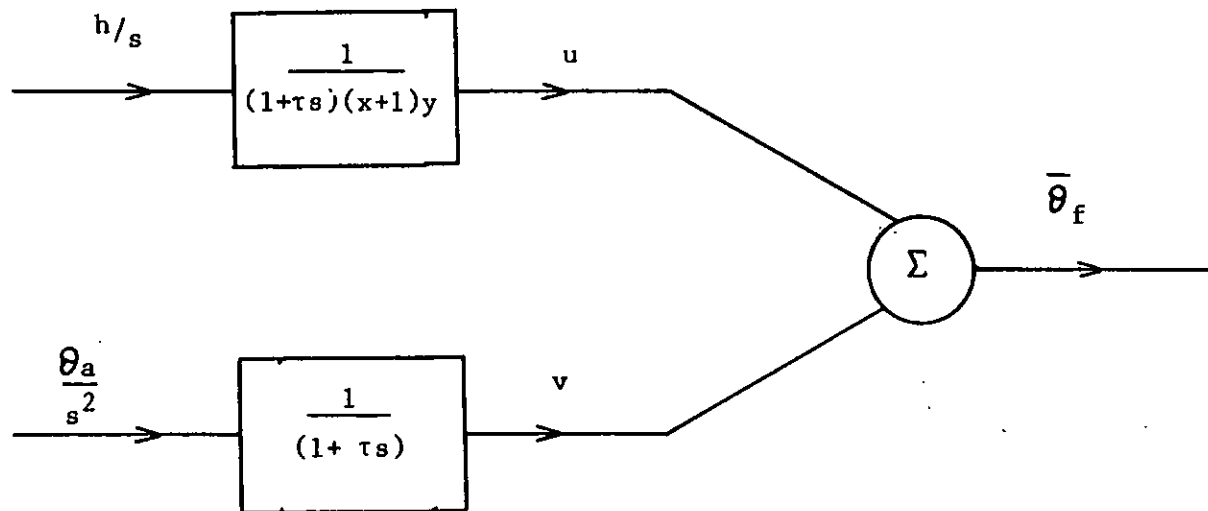 h/s
1
(1+τs)(x+1)y
u
θ̅f
Σ
θa
s²
1
(1+ τs)
v